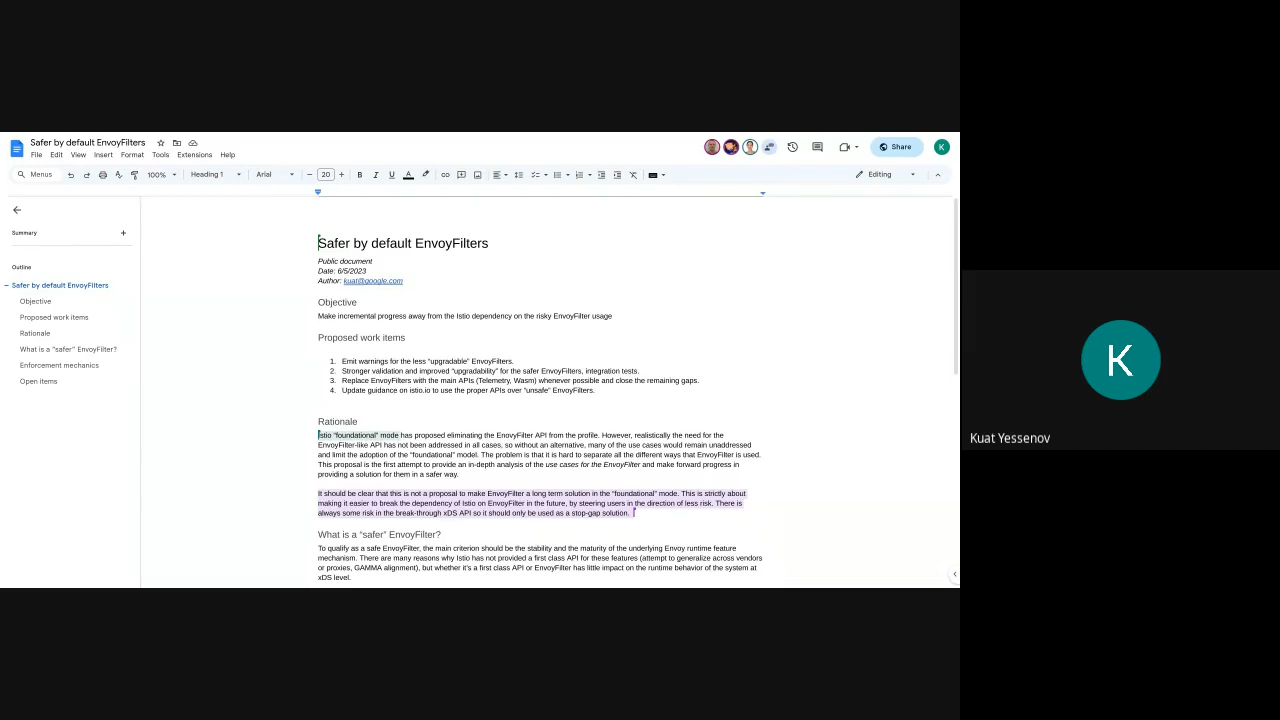 Safer by default EnvoyFilters
File Edit View Insert Format Tools Extensions Help
Share
K
Menus
100%
Heading 1
Arial
20
B I U A
Editing
Summary
Outline
Safer by default EnvoyFilters
Objective
Proposed work items
Rationale
What is a "safer" EnvoyFilter?
Enforcement mechanics
Open items
Safer by default EnvoyFilters
Public document
Date: 6/5/2023
Author: kuat@google.com
Objective
Make incremental progress away from the Istio dependency on the risky EnvoyFilter usage
Proposed work items
1. Emit warnings for the less “upgradable” EnvoyFilters.
2. Stronger validation and improved “upgradability” for the safer EnvoyFilters, integration tests.
3. Replace EnvoyFilters with the main APIs (Telemetry, Wasm) whenever possible and close the remaining gaps.
4. Update guidance on istio.io to use the proper APIs over “unsafe” EnvoyFilters.
Rationale
Istio “foundational” mode has proposed eliminating the EnovyFilter API from the profile. However, realistically the need for the
EnvoyFilter-like API has not been addressed in all cases, so without an alternative, many of the use cases would remain unaddressed
and limit the adoption of the “foundational” model. The problem is that it is hard to separate all the different ways that EnvoyFilter is used.
This proposal is the first attempt to provide an in-depth analysis of the use cases for the EnvoyFilter and make forward progress in
providing a solution for them in a safer way.
It should be clear that this is not a proposal to make EnvoyFilter a long term solution in the “foundational” mode. This is strictly about
making it easier to break the dependency of Istio on EnvoyFilter in the future, by steering users in the direction of less risk. There is
always some risk in the break-through xDS API so it should only be used as a stop-gap solution.
What is a “safer” EnvoyFilter?
To qualify as a safe EnvoyFilter, the main criterion should be the stability and the maturity of the underlying Envoy runtime feature
mechanism. There are many reasons why Istio has not provided a first class API for these features (attempt to generalize across vendors
or proxies, GAMMA alignment), but whether it’s a first class API or EnvoyFilter has little impact on the runtime behavior of the system at
xDS level.
K
Kuat Yessenov